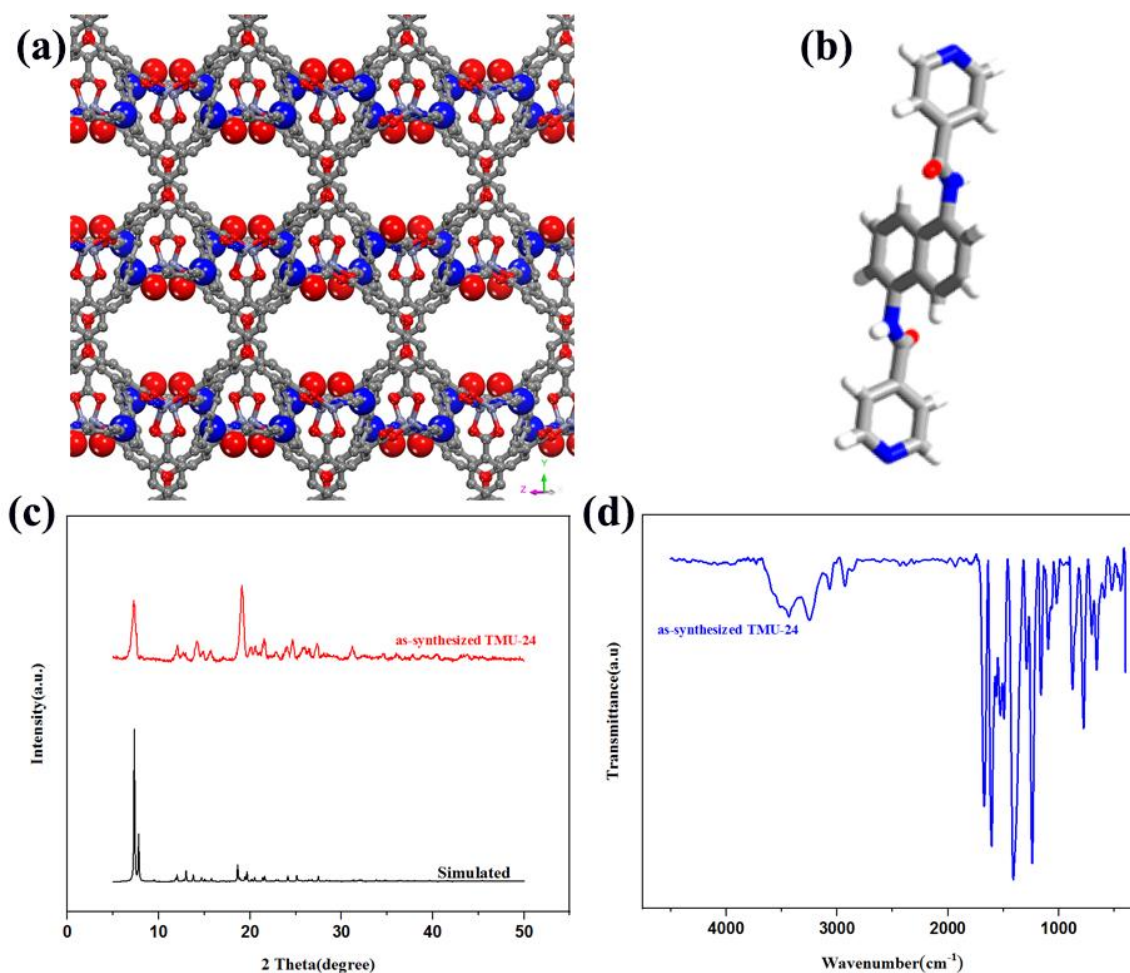 (a)
(b)
Z
Y
(c)
(d)
as-synthesized TMU-24
Simulated
Intensity(a.u.)
0 10 20 30 40 50
2 Theta(degree)
as-synthesized TMU-24
Transmittance(a.u)
4000 3000 2000 1000
Wavenumber(cm⁻¹)